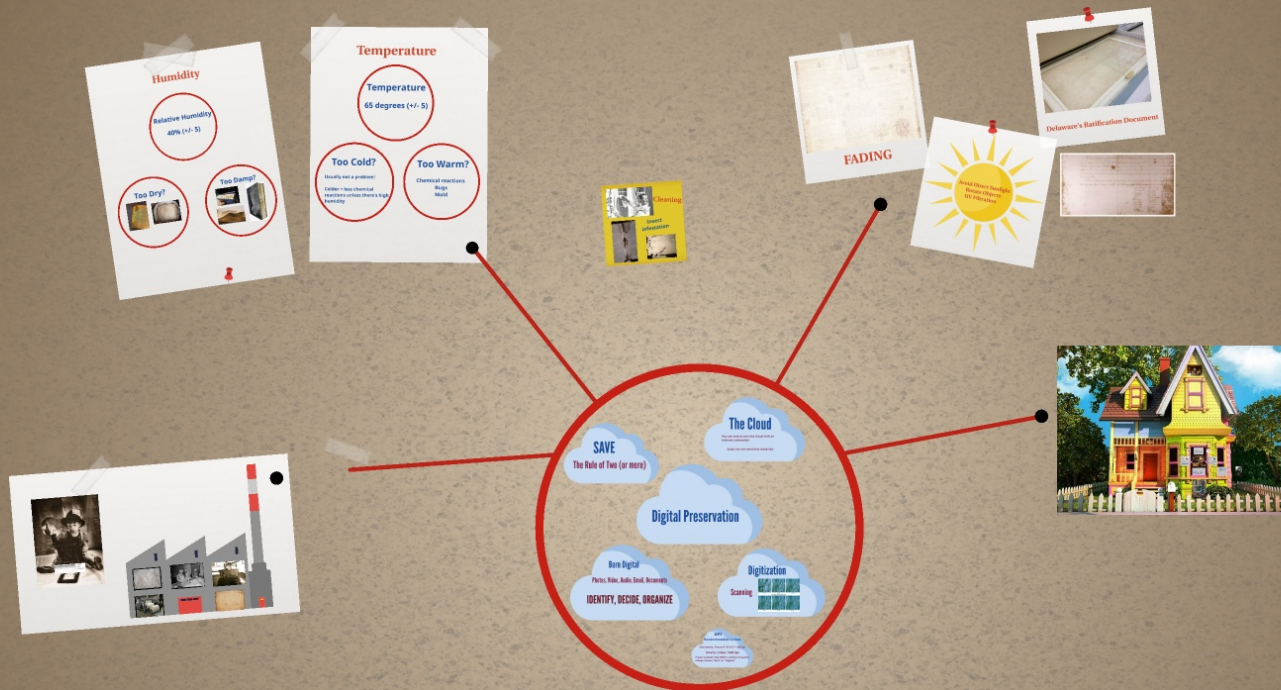 Humidity
Relative Humidity
40% (+/- 5)
Too Dry?
Too Damp?
Temperature
Temperature
65 degrees (+/- 5)
Too Cold?
Usually not a problem!
Colder = less chemical
reactions unless there's high
humidity
Too Warm?
Chemical reactions
Bugs
Mold
Cleaning
Insect
infestation
FADING
Delaware's Ratification Document
Avoid Direct Sunlight
Rotate Objects
UV Filtration
SAVE
The Rule of Two (or more)
The Cloud
Digital Preservation
Born Digital
Photos, Video, Audio, Email, Documents
IDENTIFY, DECIDE, ORGANIZE
Digitization
Scanning